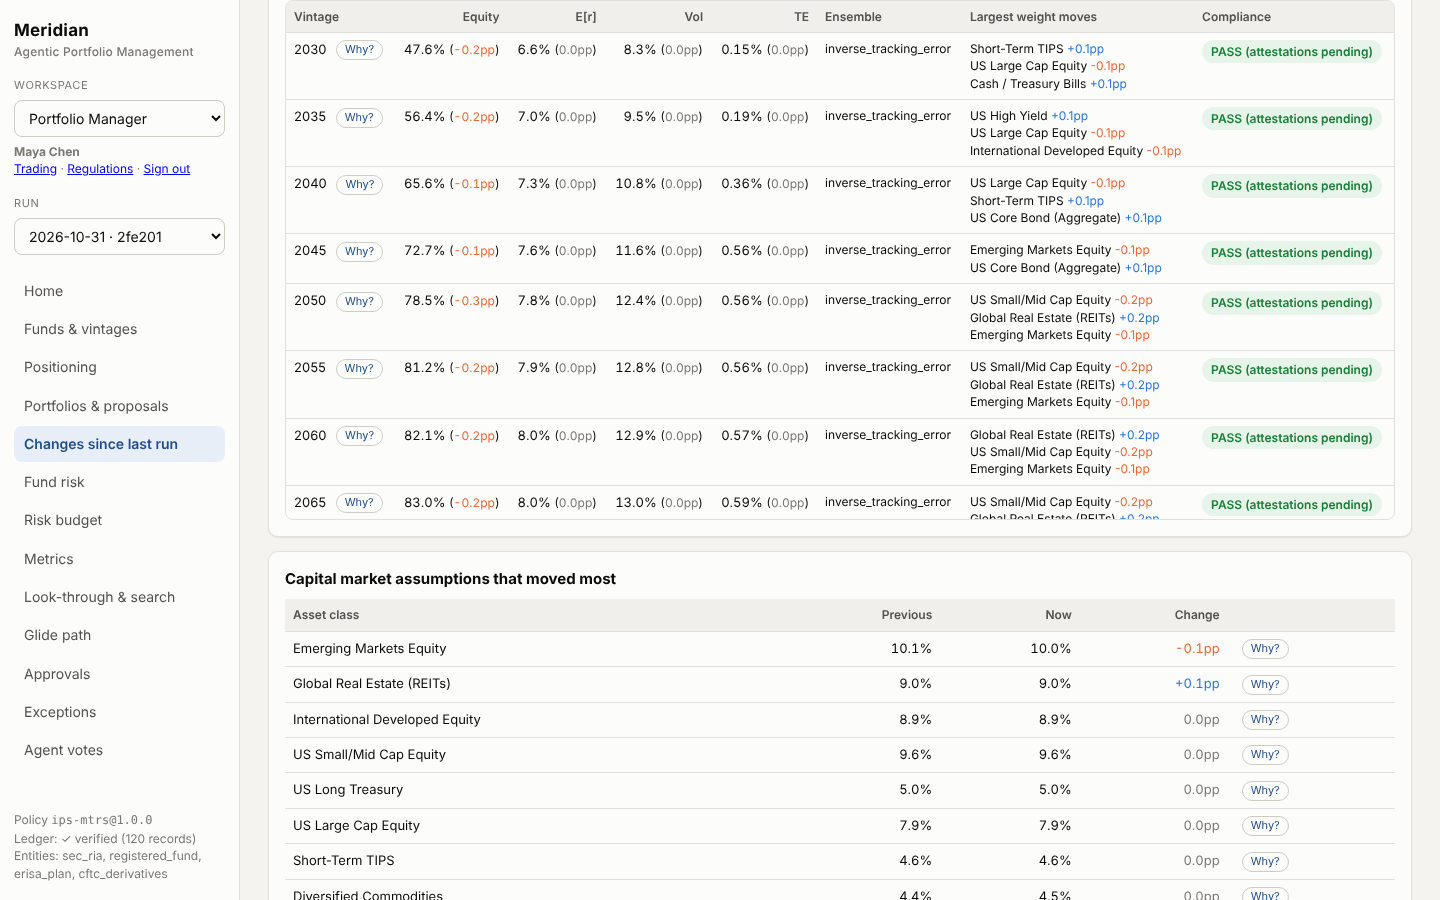 Meridian
Agentic Portfolio Management
WORKSPACE
Portfolio Manager
Maya Chen
Trading · Regulations · Sign out
RUN
2026-10-31 · 2fe201
Home
Funds & vintages
Positioning
Portfolios & proposals
Changes since last run
Fund risk
Risk budget
Metrics
Look-through & search
Glide path
Approvals
Exceptions
Agent votes
Policy ips-mtrs@1.0.0
Ledger: ✓ verified (120 records)
Entities: sec_ria, registered_fund,
erisa_plan, cftc_derivatives
Vintage Equity E[r] Vol TE Ensemble Largest weight moves Compliance
2030 Why? 47.6% (-0.2pp) 6.6% (0.0pp) 8.3% (0.0pp) 0.15% (0.0pp) inverse_tracking_error Short-Term TIPS +0.1pp PASS (attestations pending)
US Large Cap Equity -0.1pp
Cash / Treasury Bills +0.1pp
2035 Why? 56.4% (-0.2pp) 7.0% (0.0pp) 9.5% (0.0pp) 0.19% (0.0pp) inverse_tracking_error US High Yield +0.1pp PASS (attestations pending)
US Large Cap Equity -0.1pp
International Developed Equity -0.1pp
2040 Why? 65.6% (-0.1pp) 7.3% (0.0pp) 10.8% (0.0pp) 0.36% (0.0pp) inverse_tracking_error US Large Cap Equity -0.1pp PASS (attestations pending)
Short-Term TIPS +0.1pp
US Core Bond (Aggregate) +0.1pp
2045 Why? 72.7% (-0.1pp) 7.6% (0.0pp) 11.6% (0.0pp) 0.56% (0.0pp) inverse_tracking_error Emerging Markets Equity -0.1pp PASS (attestations pending)
US Core Bond (Aggregate) +0.1pp
2050 Why? 78.5% (-0.3pp) 7.8% (0.0pp) 12.4% (0.0pp) 0.56% (0.0pp) inverse_tracking_error US Small/Mid Cap Equity -0.2pp PASS (attestations pending)
Global Real Estate (REITs) +0.2pp
Emerging Markets Equity -0.1pp
2055 Why? 81.2% (-0.2pp) 7.9% (0.0pp) 12.8% (0.0pp) 0.56% (0.0pp) inverse_tracking_error US Small/Mid Cap Equity -0.2pp PASS (attestations pending)
Global Real Estate (REITs) +0.2pp
Emerging Markets Equity -0.1pp
2060 Why? 82.1% (-0.2pp) 8.0% (0.0pp) 12.9% (0.0pp) 0.57% (0.0pp) inverse_tracking_error Global Real Estate (REITs) +0.2pp PASS (attestations pending)
US Small/Mid Cap Equity -0.2pp
Emerging Markets Equity -0.1pp
2065 Why? 83.0% (-0.2pp) 8.0% (0.0pp) 13.0% (0.0pp) 0.59% (0.0pp) inverse_tracking_error US Small/Mid Cap Equity -0.2pp PASS (attestations pending)
Global Real Estate (REITs) +0.2pp
Capital market assumptions that moved most
Asset class Previous Now Change
Emerging Markets Equity 10.1% 10.0% -0.1pp Why?
Global Real Estate (REITs) 9.0% 9.0% +0.1pp Why?
International Developed Equity 8.9% 8.9% 0.0pp Why?
US Small/Mid Cap Equity 9.6% 9.6% 0.0pp Why?
US Long Treasury 5.0% 5.0% 0.0pp Why?
US Large Cap Equity 7.9% 7.9% 0.0pp Why?
Short-Term TIPS 4.6% 4.6% 0.0pp Why?
Diversified Commodities 4.4% 4.5% 0.0pp Why?